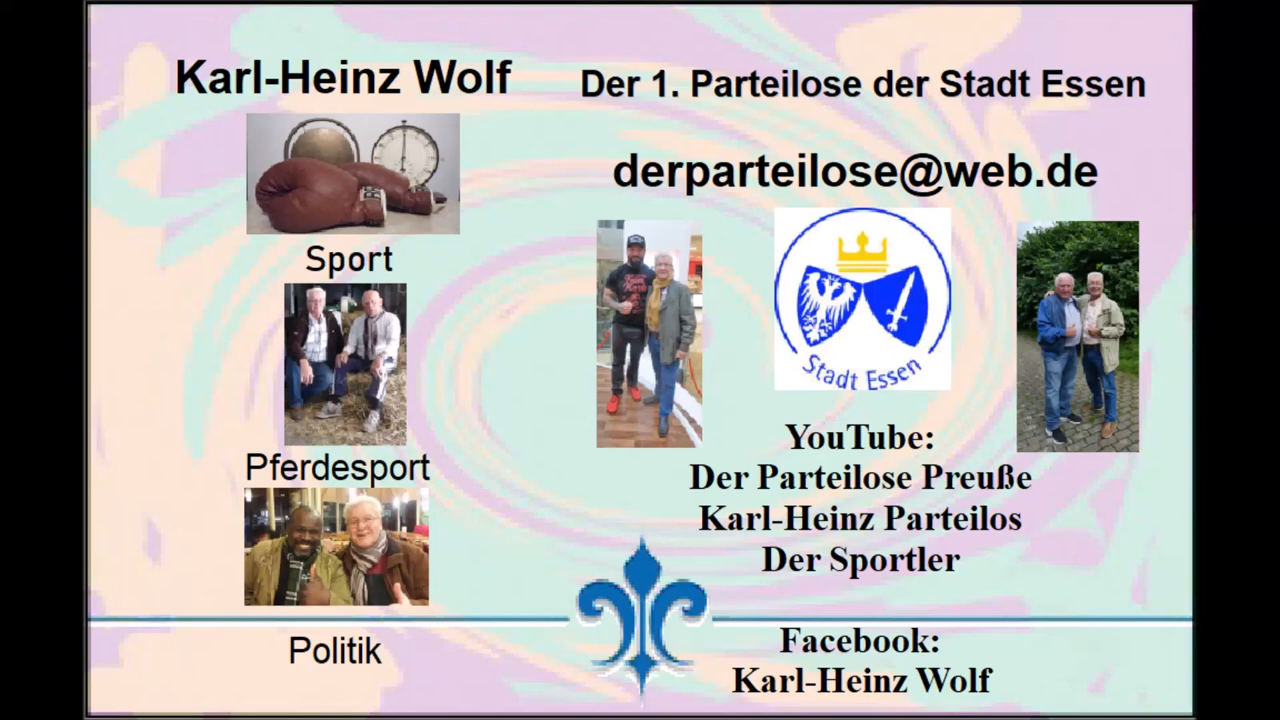 Karl-Heinz Wolf
Der 1. Parteilose der Stadt Essen
derparteilose@web.de
Sport
Pferdesport
Politik
Stadt Essen
YouTube:
Der Parteilose Preuße
Karl-Heinz Parteilos
Der Sportler
Facebook:
Karl-Heinz Wolf